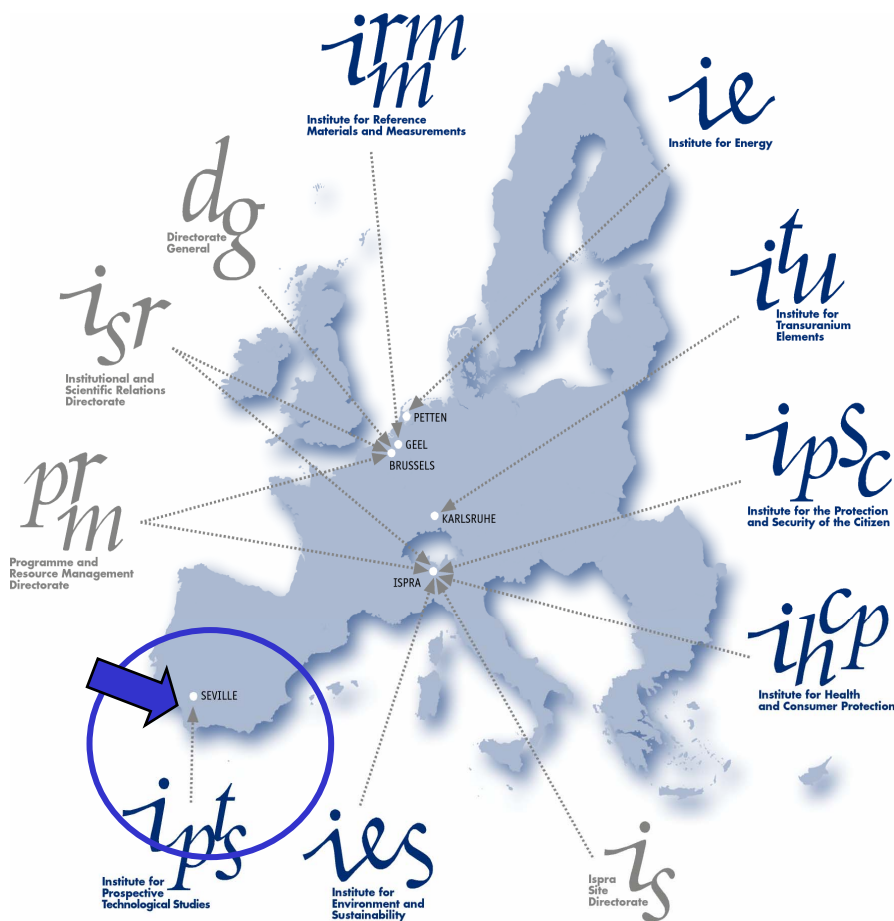 irmm
Institute for Reference
Materials and Measurements
ie
Institute for Energy
dg
Directorate
General
itu
Institute for
Transuranium
Elements
isr
Institutional and
Scientific Relations
Directorate
PETTEN
GEEL
BRUSSELS
ipsc
Institute for the Protection
and Security of the Citizen
prm
Programme and
Resource Management
Directorate
KARLSRUHE
ISPRA
ihcp
Institute for Health
and Consumer Protection
SEVILLE
ipts
Institute for
Prospective
Technological Studies
ies
Institute for
Environment and
Sustainability
is
Ispra
Site
Directorate